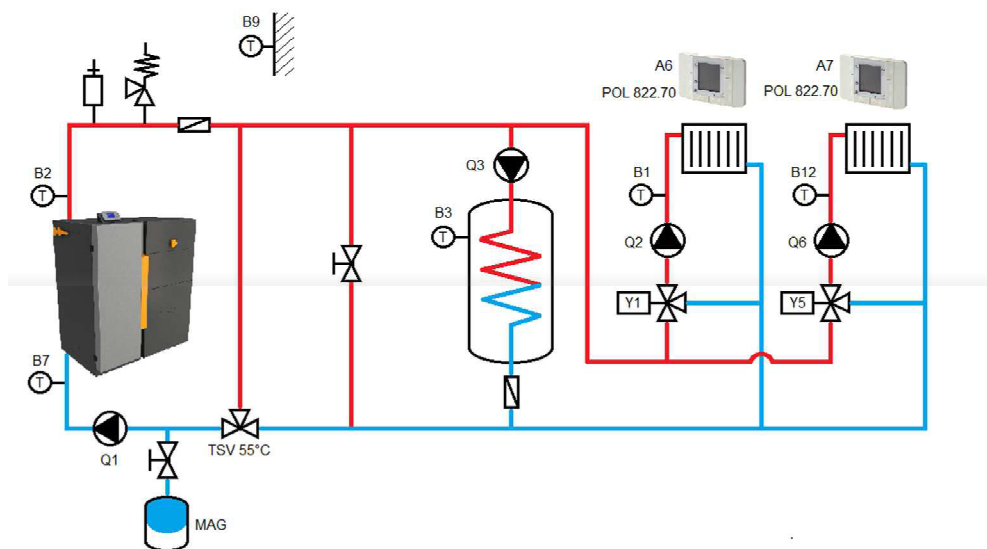 B9
T
A6
POL 822.70
A7
POL 822.70
B2
T
Q3
B1
T
B12
T
B3
T
Q2
Q6
Y1
Y5
B7
T
Q1
TSV 55°C
MAG